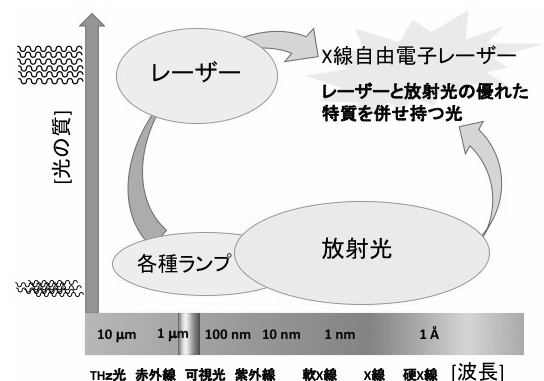 レーザー
X線自由電子レーザー
レーザーと放射光の優れた
特質を併せ持つ光
[光の質]
各種ランプ
放射光
10 μm 1 μm 100 nm 10 nm 1 nm 1 Å
THz光 赤外線 可視光 紫外線 軟X線 X線 硬X線 [波長]